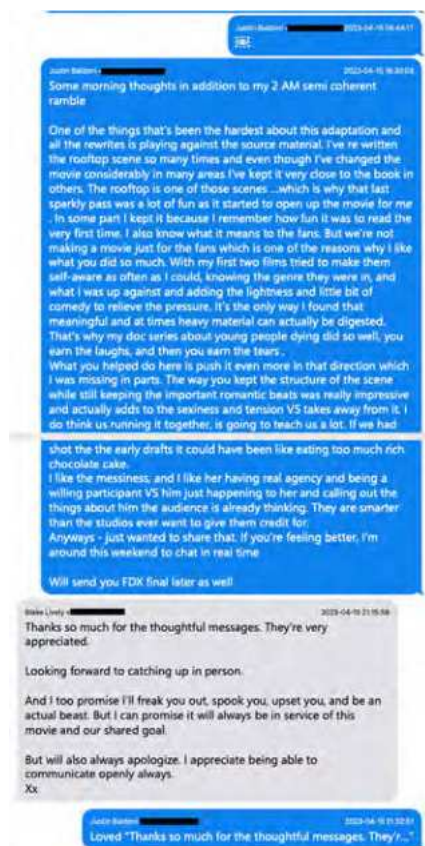 Justin Baldoni
2023-04-15 08:44:17
Justin Baldoni
2023-04-15
Some morning thoughts in addition to my 2 AM semi coherent
ramble
One of the things that's been the hardest about this adaptation and
all the rewrites is playing against the source material. I've re written
the rooftop scene so many times and even though I've changed the
movie considerably in many areas I've kept it very close to the book in
others. The rooftop is one of those scenes ...which is why that last
sparkly pass was a lot of fun as it started to open up the movie for me
. In some part I kept it because I remember how fun it was to read the
very first time. I also know what it means to the fans. But we're not
making a movie just for the fans which is one of the reasons why I like
what you did so much. With my first two films tried to make them
self-aware as often as I could, knowing the genre they were in, and
what I was up against and adding the lightness and little bit of
comedy to relieve the pressure. It's the only way I found that
meaningful and at times heavy material can actually be digested.
That's why my doc series about young people dying did so well, you
earn the laughs, and then you earn the tears .
What you helped do here is push it even more in that direction which
I was missing in parts. The way you kept the structure of the scene
while still keeping the important romantic beats was really impressive
and actually adds to the sexiness and tension VS takes away from it. I
do think us running it together, is going to teach us a lot. If we had
shot the the early drafts it could have been like eating too much rich
chocolate cake.
I like the messiness, and I like her having real agency and being a
willing participant VS him just happening to her and calling out the
things about him the audience is already thinking. They are smarter
than the studios ever want to give them credit for.
Anyways - just wanted to share that. If you're feeling better, I'm
around this weekend to chat in real time
Will send you FDX final later as well
Blake Lively
2023-04-15 21:15:58
Thanks so much for the thoughtful messages. They're very
appreciated.
Looking forward to catching up in person.
And I too promise I'll freak you out, spook you, upset you, and be an
actual beast. But I can promise it will always be in service of this
movie and our shared goal.
But will also always apologize. I appreciate being able to
communicate openly always.
Xx
Justin Baldoni
2023-04-15
Loved "Thanks so much for the thoughtful messages. They'r..."